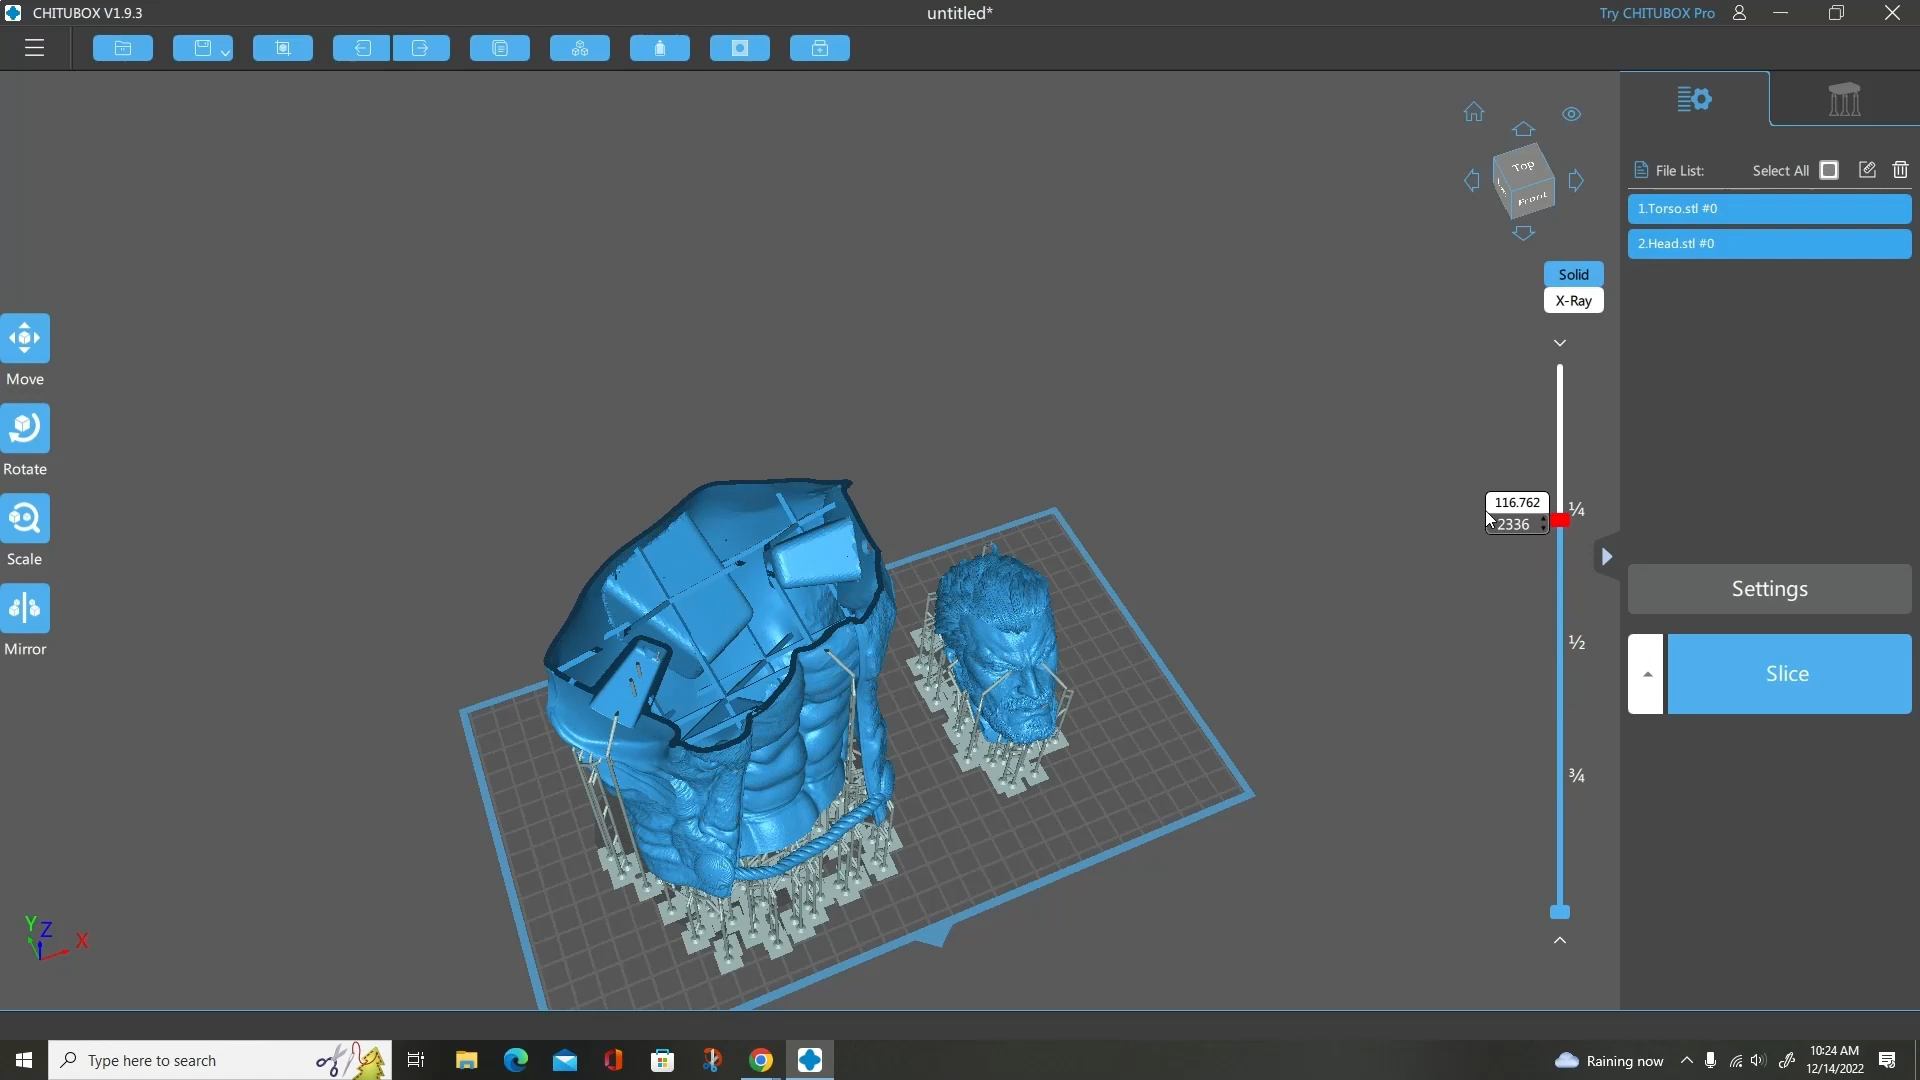 CHITUBOX V1.9.3
untitled*
Try CHITUBOX Pro
File List:
Select All
1.Torso.stl #0
2.Head.stl #0
Top
Front
Solid
X-Ray
Move
Rotate
Scale
Mirror
116.762
2336
¼
½
¾
Settings
Slice
Y
Z
X
Type here to search
Raining now
10:24 AM
12/14/2022